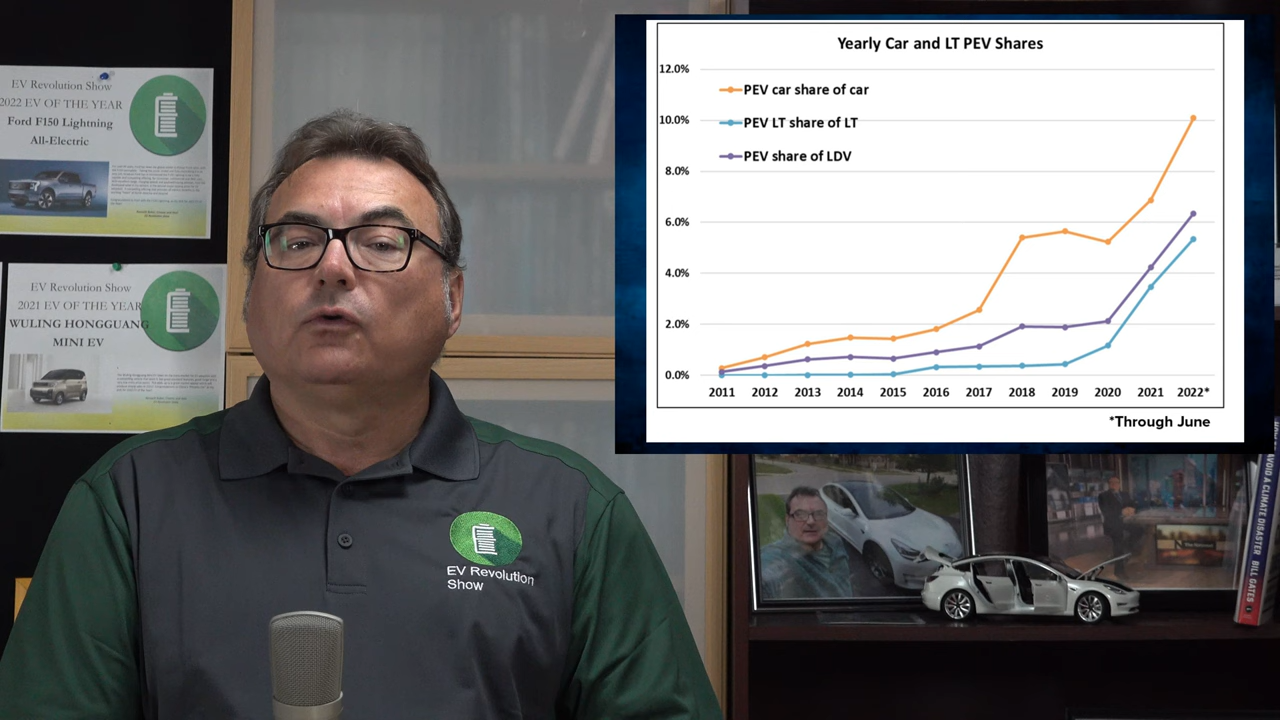 EV Revolution Show
2022 EV OF THE YEAR
Ford F150 Lightning
All-Electric
EV Revolution Show
2021 EV OF THE YEAR
WULING HONGGUANG
MINI EV
EV Revolution
Show
Yearly Car and LT PEV Shares
12.0%
10.0%
8.0%
6.0%
4.0%
2.0%
0.0%
PEV car share of car
PEV LT share of LT
PEV share of LDV
2011 2012 2013 2014 2015 2016 2017 2018 2019 2020 2021 2022*
*Through June
AVOID A CLIMATE DISASTER BILL GATES